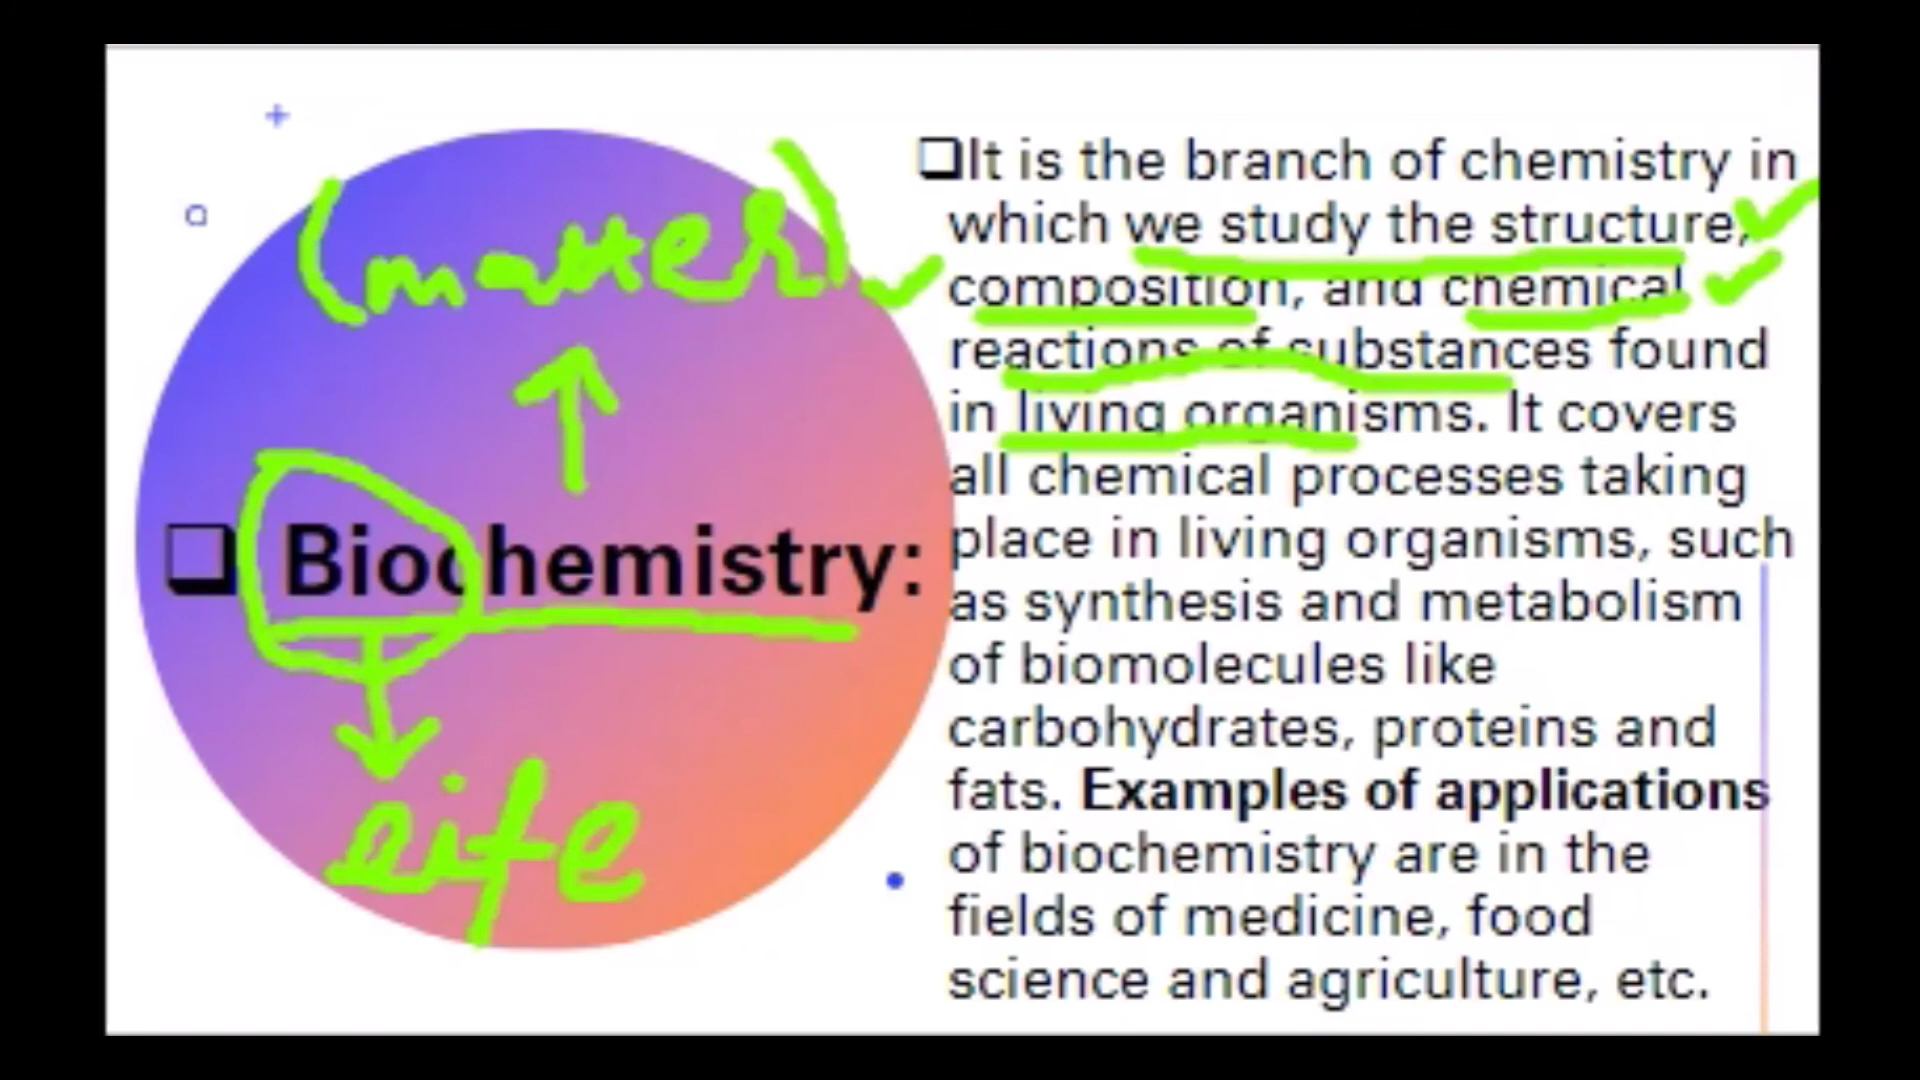 (matter)
❑ Biochemistry:
life
❑It is the branch of chemistry in
which we study the structure,
composition, and chemical
reactions of substances found
in living organisms. It covers
all chemical processes taking
place in living organisms, such
as synthesis and metabolism
of biomolecules like
carbohydrates, proteins and
fats. Examples of applications
of biochemistry are in the
fields of medicine, food
science and agriculture, etc.